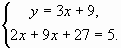 y = 3x + 9,
2x + 9x + 27 = 5.